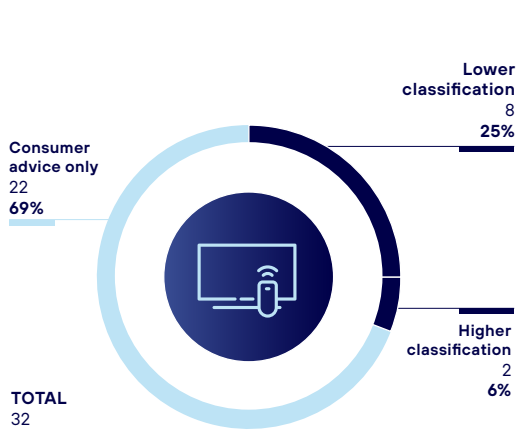 Lower
classification
8
25%
Consumer
advice only
22
69%
Higher
classification
2
6%
TOTAL
32